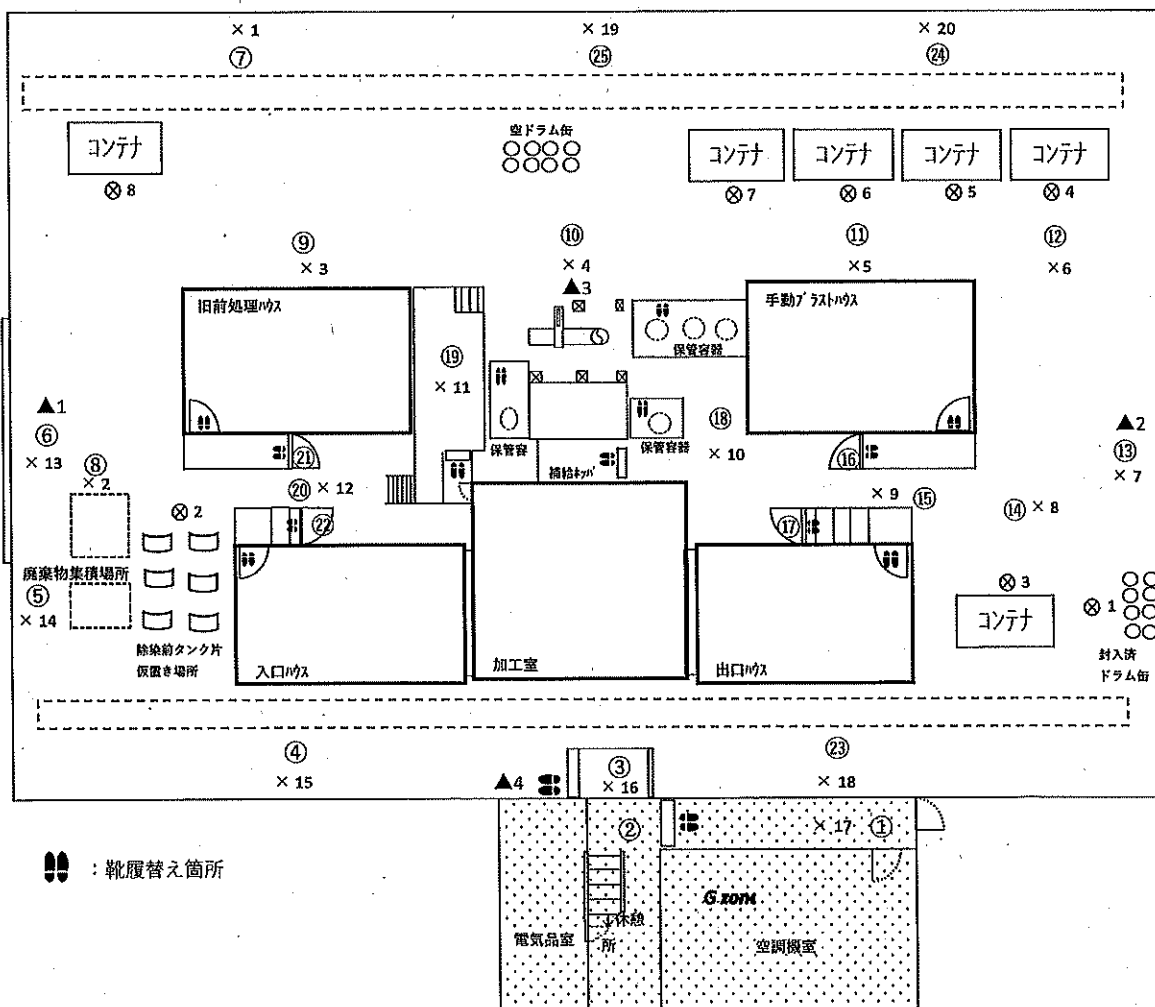 × 1
× 19
× 20
⑦
㉕
㉔
コンテナ
空ドラム缶
コンテナ
コンテナ
コンテナ
コンテナ
⊗ 8
⊗ 7
⊗ 6
⊗ 5
⊗ 4
⑨
⑩
⑪
⑫
× 3
× 4
× 5
× 6
▲3
旧前処理ハウス
手動ブラストハウス
保管容器
⑲
× 11
▲1
⑥
× 13
⑱
× 10
▲2
⑬
× 7
保管容
保管容器
補給ホッパ
㉑
⑯
⑧
× 2
⑳ × 12
× 9 ⑮
⑭ × 8
⊗ 2
㉒
⑰
廃棄物集積場所
⑤
× 14
⊗ 3
コンテナ
⊗ 1
除染前タンク片
仮置き場所
入口ハウス
加工室
出口ハウス
封入済
ドラム缶
④
× 15
▲4
③
× 16
㉓
× 18
②
× 17 ①
：靴履替え箇所
G zone
休憩
所
電気品室
空調機室